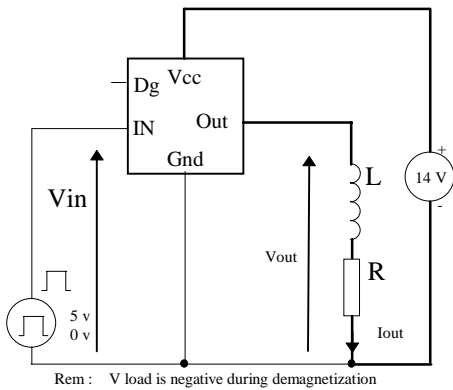 Vcc
Dg
IN
Out
Gnd
+
14 V
-
Vin
L
Vout
R
5 v
0 v
Iout
Rem : V load is negative during demagnetization